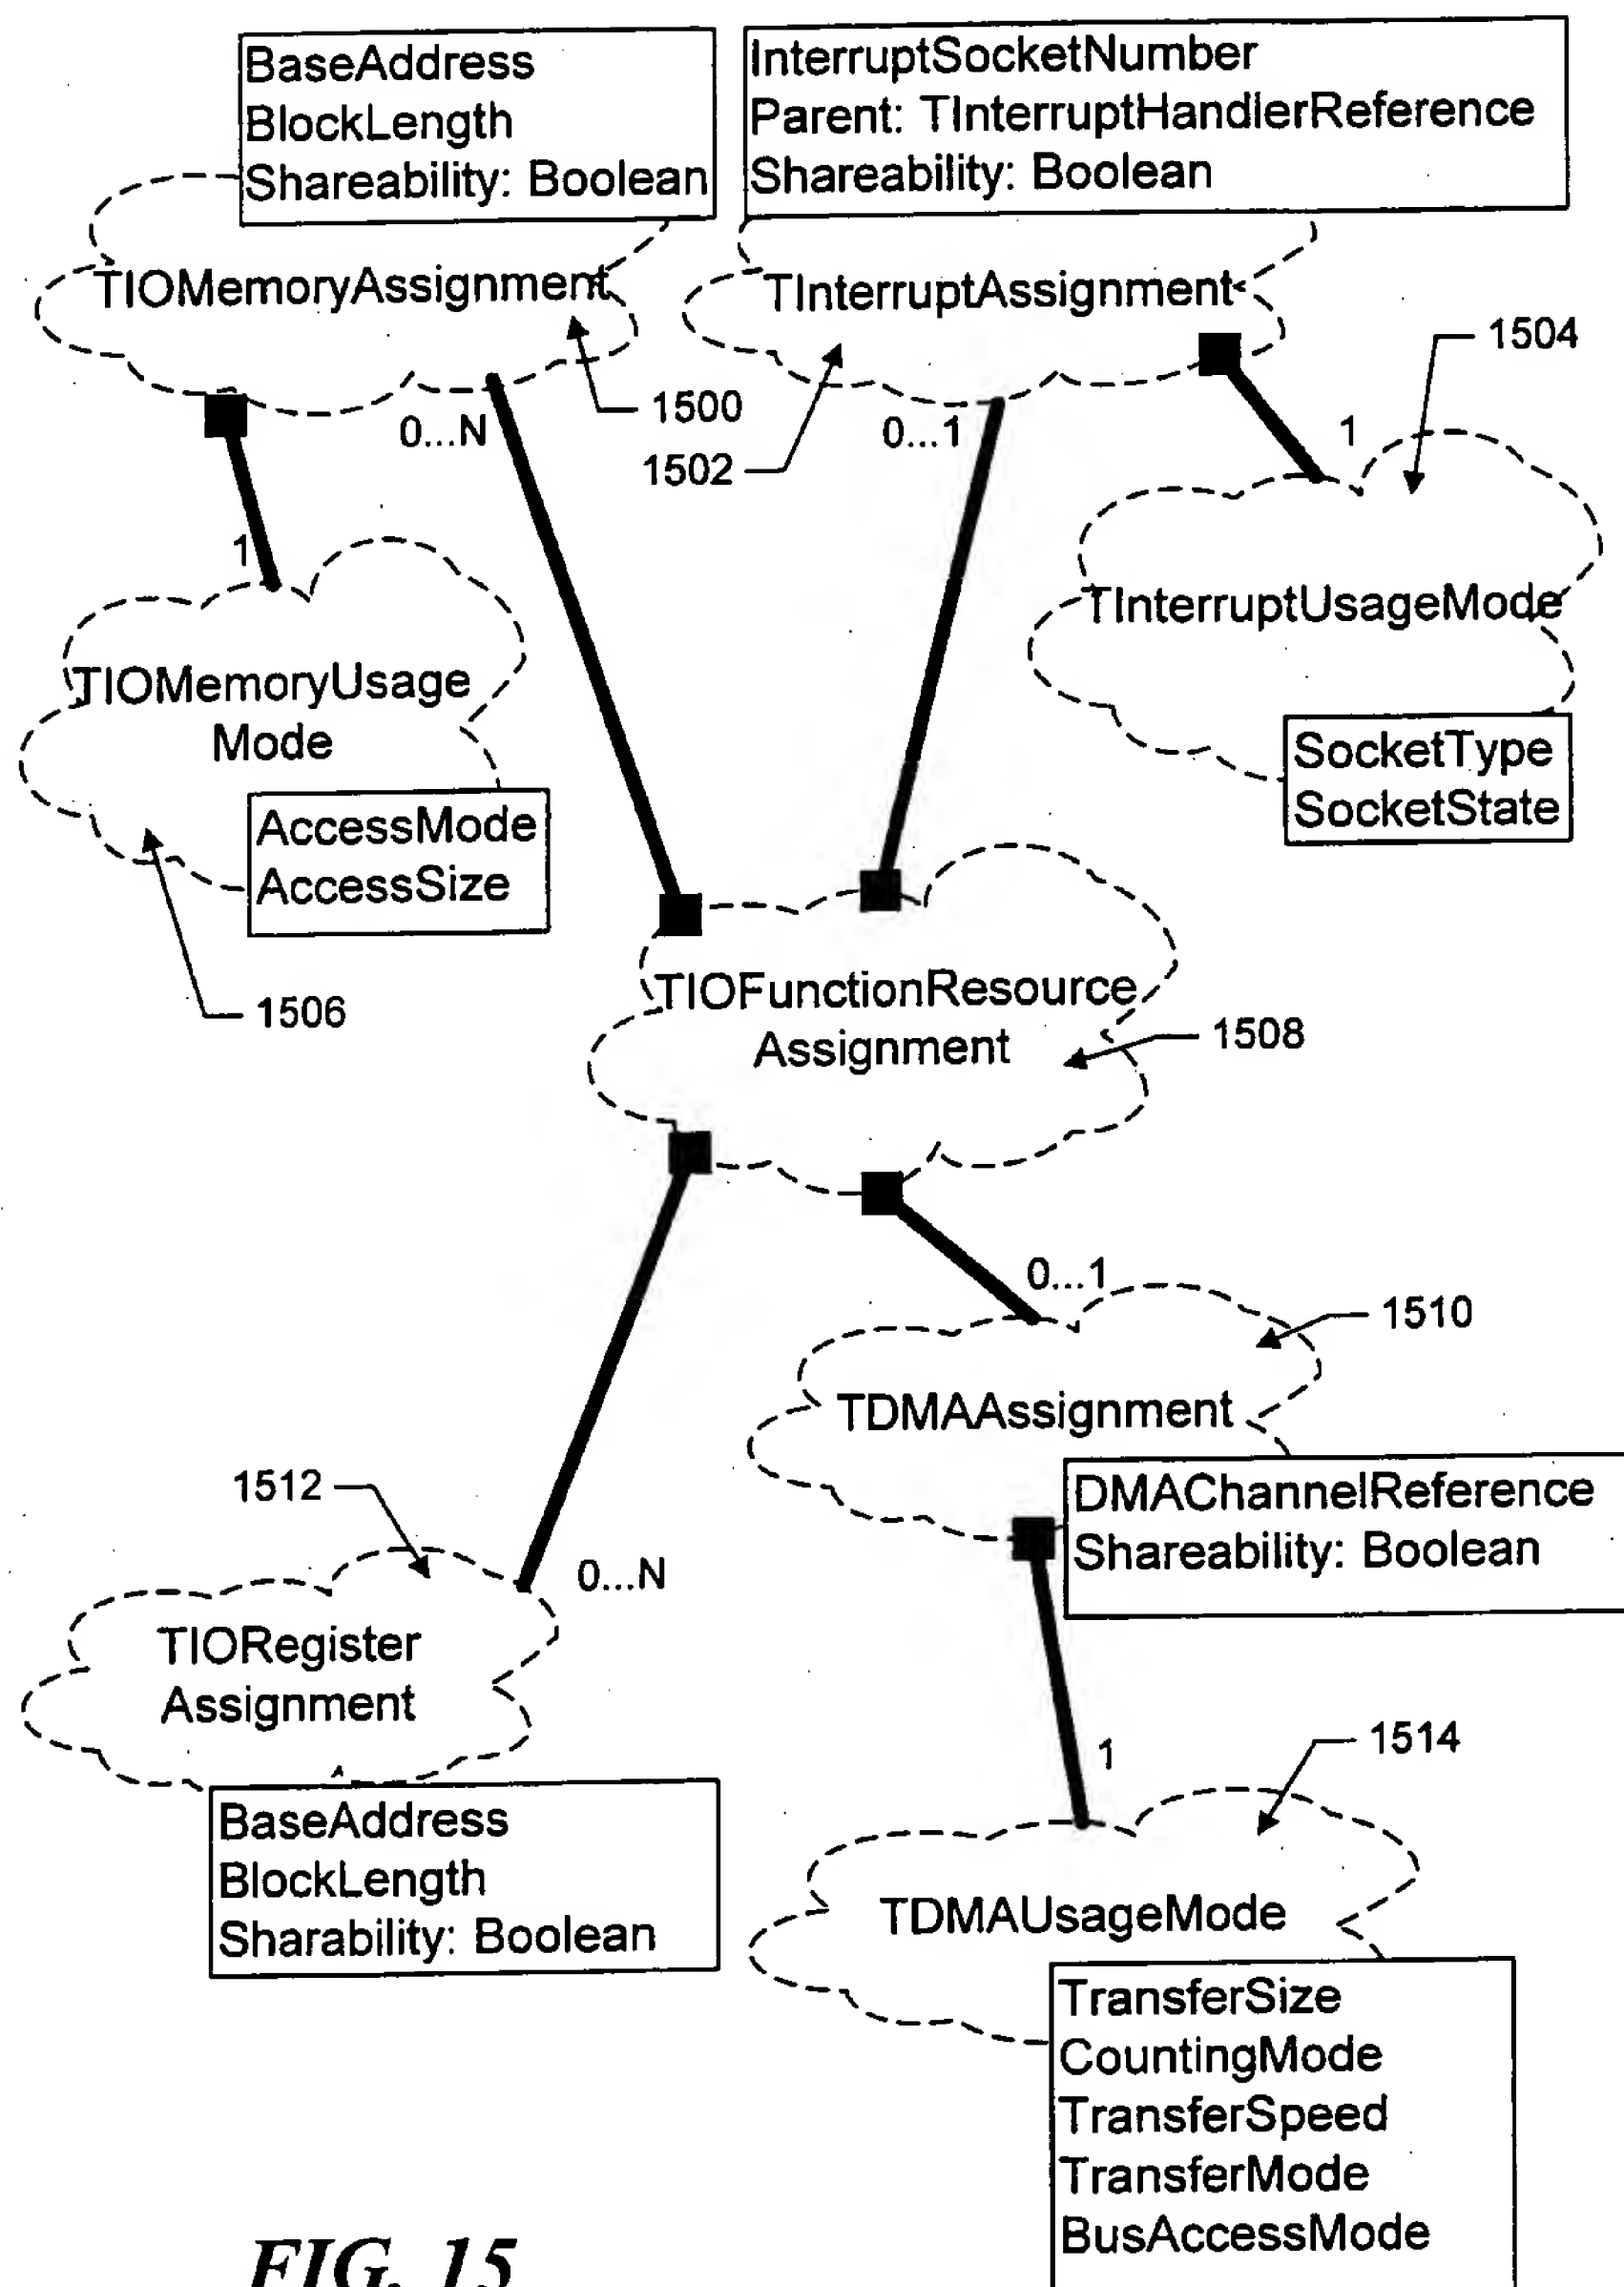 BaseAddress
BlockLength
Shareability: Boolean
InterruptSocketNumber
Parent: TInterruptHandlerReference
Shareability: Boolean
TIOMemoryAssignment
TInterruptAssignment
1504
1500
0...N
0...1
1502
1
1
TInterruptUsageMode
TIOMemoryUsage
Mode
SocketType
SocketState
AccessMode
AccessSize
1506
TIOFunctionResource
Assignment
1508
0...1
1510
TDMAAssignment
1512
DMAChannelReference
Shareability: Boolean
0...N
TIORegister
Assignment
1
1514
BaseAddress
BlockLength
Sharability: Boolean
TDMAUsageMode
TransferSize
CountingMode
TransferSpeed
TransferMode
BusAccessMode
FIG. 15